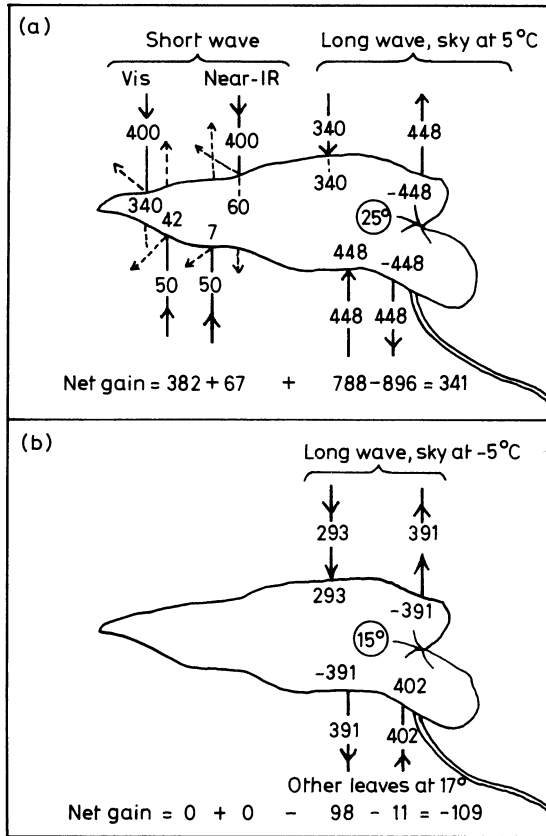 (a)
Short wave
Long wave, sky at 5°C
Vis
Near-IR
400
400
340
448
340
60
340
-448
42
7
25°
50
50
448
-448
448
448
Net gain = 382 + 67 + 788 - 896 = 341
(b)
Long wave, sky at -5°C
293
391
293
-391
15°
-391
402
391
402
Other leaves at 17°
Net gain = 0 + 0 - 98 - 11 = -109